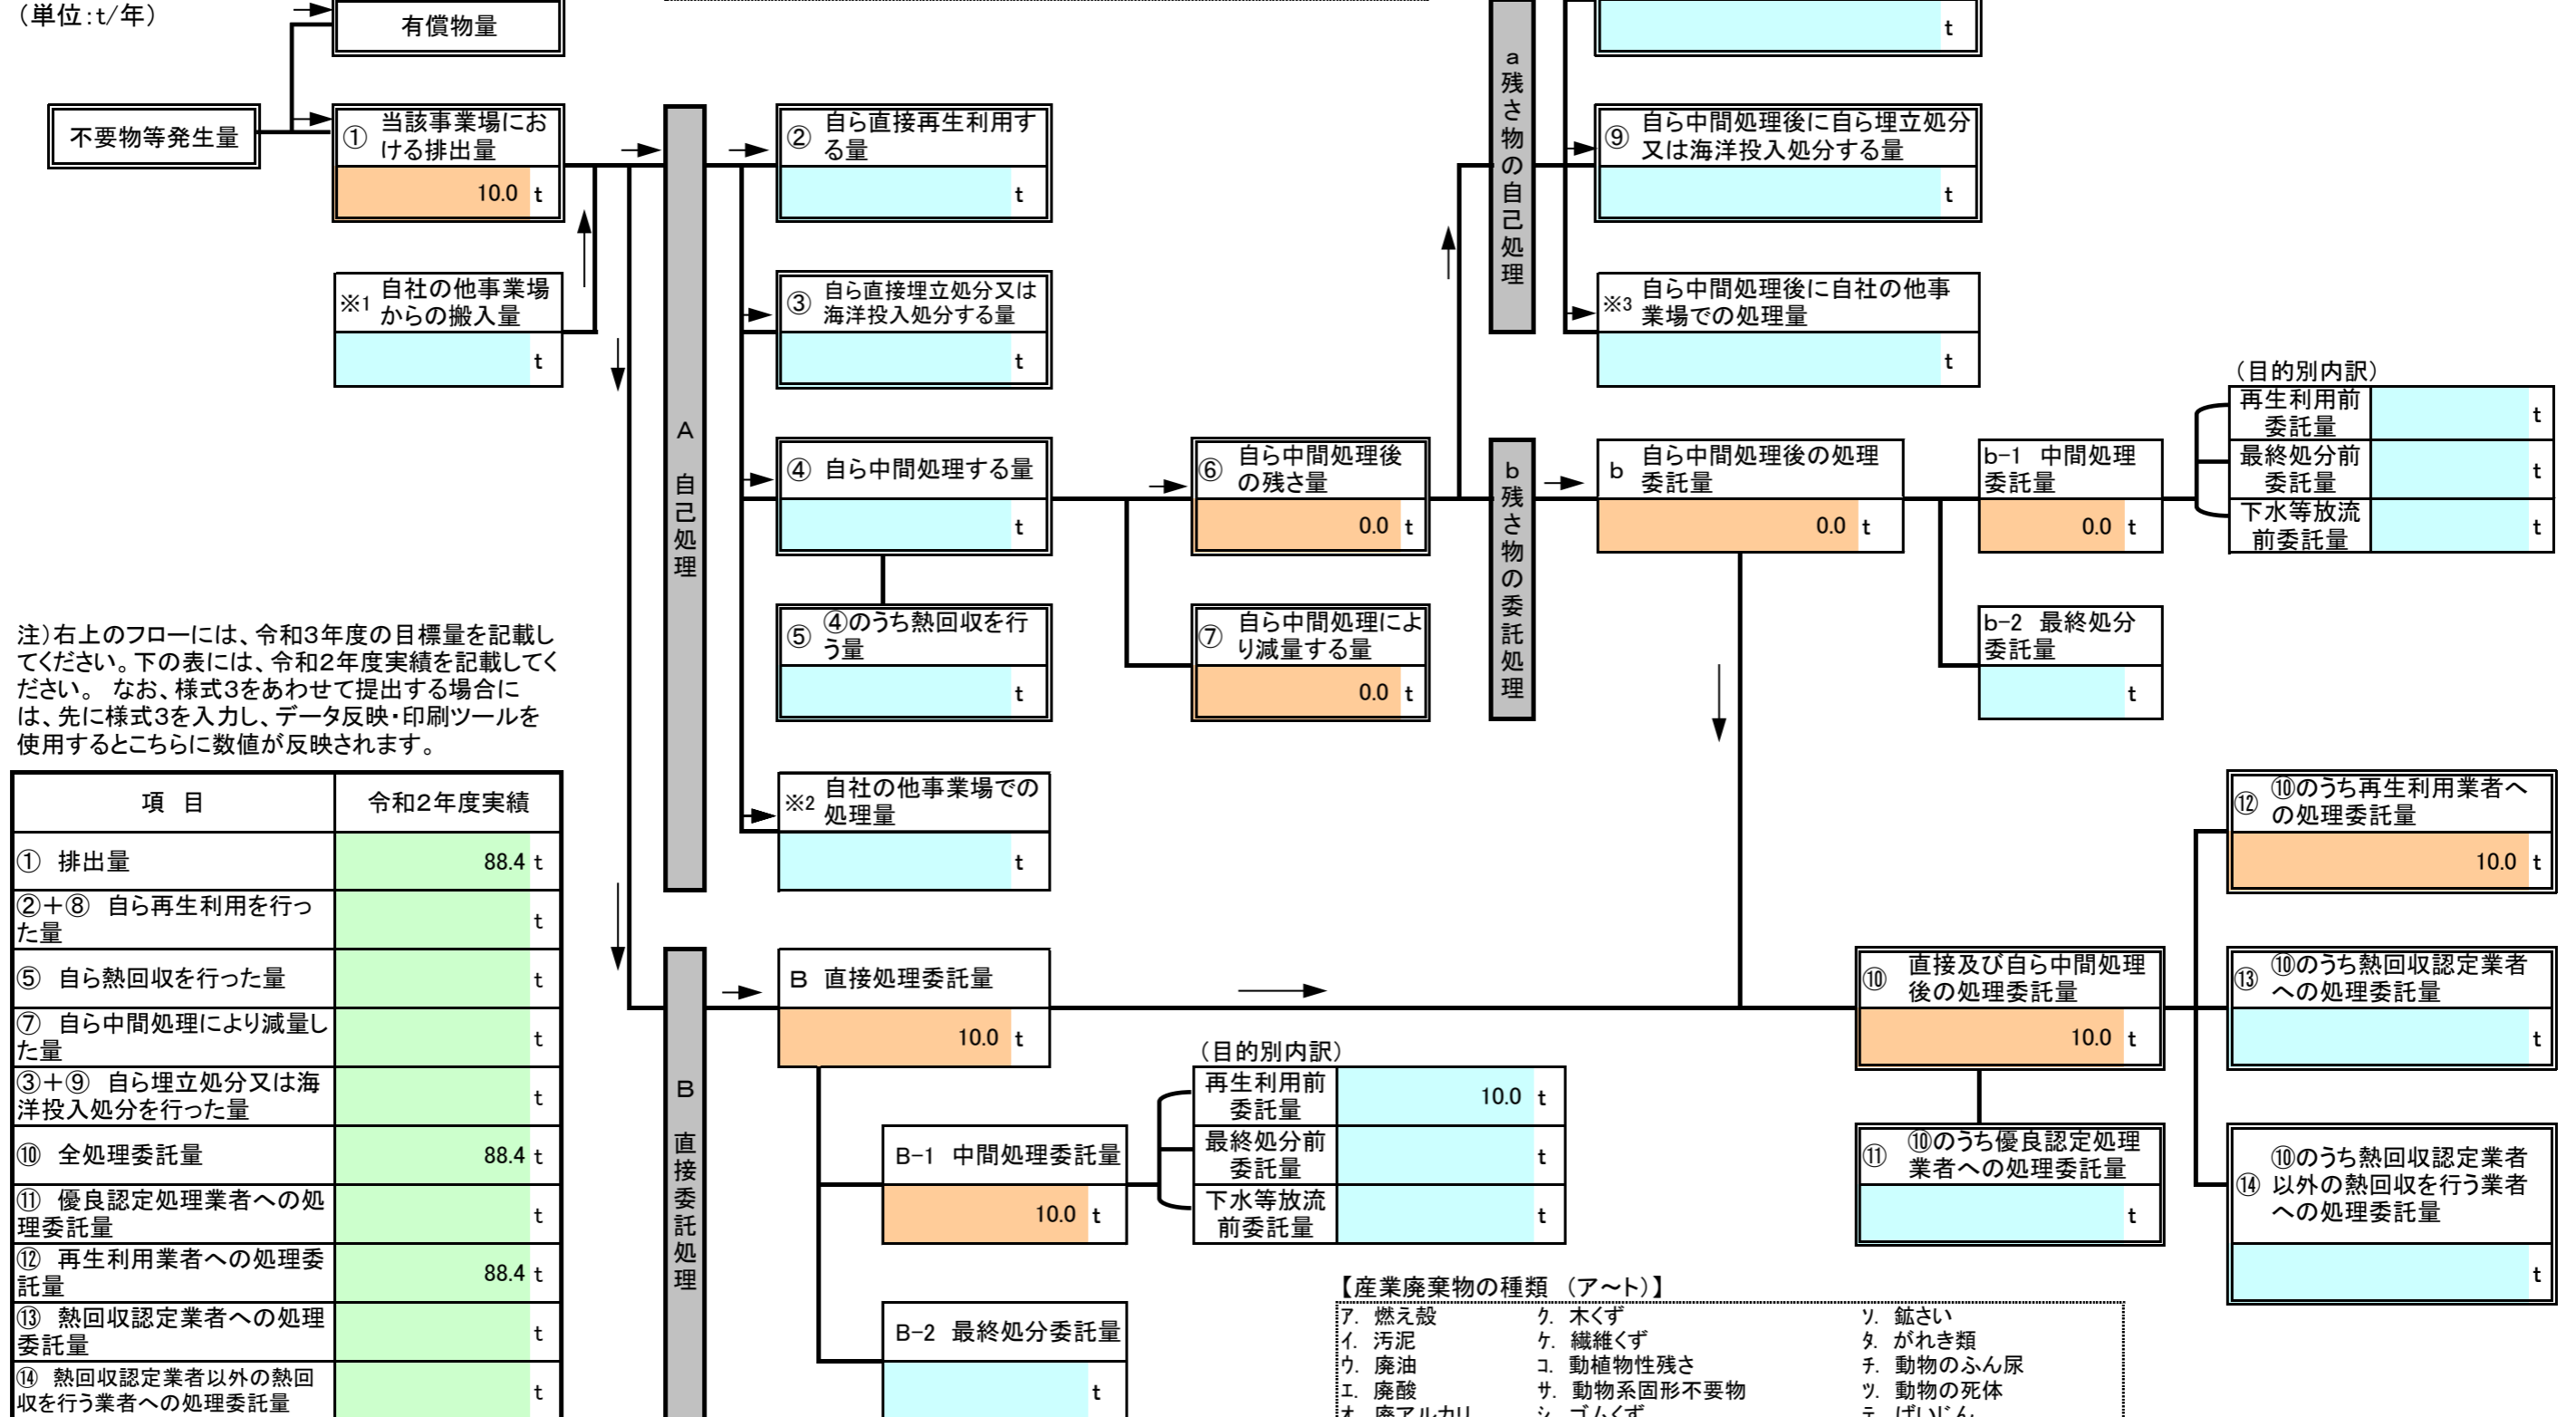 （単位：t/年）
有償物量
不要物等発生量
① 当該事業場にお
ける排出量
10.0 t
※1 自社の他事業場
からの搬入量
t
A 自己処理
② 自ら直接再生利用す
る量
t
③ 自ら直接埋立処分又は
海洋投入処分する量
t
④ 自ら中間処理する量
t
⑤ ④のうち熱回収を行
う量
t
※2 自社の他事業場での
処理量
t
⑥ 自ら中間処理後
の残さ量
0.0 t
⑦ 自ら中間処理によ
り減量する量
0.0 t
a 残さ物の自己処理
t
⑨ 自ら中間処理後に自ら埋立処分
又は海洋投入処分する量
t
※3 自ら中間処理後に自社の他事
業場での処理量
t
b 残さ物の委託処理
b 自ら中間処理後の処理
委託量
0.0 t
b-1 中間処理
委託量
0.0 t
（目的別内訳）
再生利用前
委託量
t
最終処分前
委託量
t
下水等放流
前委託量
t
b-2 最終処分
委託量
t
注）右上のフローには、令和3年度の目標量を記載し
てください。下の表には、令和2年度実績を記載してく
ださい。 なお、様式3をあわせて提出する場合に
は、先に様式3を入力し、データ反映・印刷ツールを
使用するとこちらに数値が反映されます。
項 目 令和2年度実績
① 排出量 88.4 t
②＋⑧ 自ら再生利用を行っ
た量
t
⑤ 自ら熱回収を行った量 t
⑦ 自ら中間処理により減量し
た量
t
③＋⑨ 自ら埋立処分又は海
洋投入処分を行った量
t
⑩ 全処理委託量 88.4 t
⑪ 優良認定処理業者への処
理委託量
t
⑫ 再生利用業者への処理委
託量
88.4 t
⑬ 熱回収認定業者への処理
委託量
t
⑭ 熱回収認定業者以外の熱回
収を行う業者への処理委託量
t
B 直接委託処理
B 直接処理委託量
10.0 t
B-1 中間処理委託量
10.0 t
（目的別内訳）
再生利用前
委託量
10.0 t
最終処分前
委託量
t
下水等放流
前委託量
t
B-2 最終処分委託量
t
⑩ 直接及び自ら中間処理
後の処理委託量
10.0 t
⑪ ⑩のうち優良認定処理
業者への処理委託量
t
⑫ ⑩のうち再生利用業者へ
の処理委託量
10.0 t
⑬ ⑩のうち熱回収認定業者
への処理委託量
t
⑭ ⑩のうち熱回収認定業者
以外の熱回収を行う業者
への処理委託量
t
【産業廃棄物の種類 （ア～ト）】
ア. 燃え殻 ク. 木くず ソ. 鉱さい
イ. 汚泥 ケ. 繊維くず タ. がれき類
ウ. 廃油 コ. 動植物性残さ チ. 動物のふん尿
エ. 廃酸 サ. 動物系固形不要物 ツ. 動物の死体
オ. 廃アルカリ シ. ゴムくず テ. ばいじん